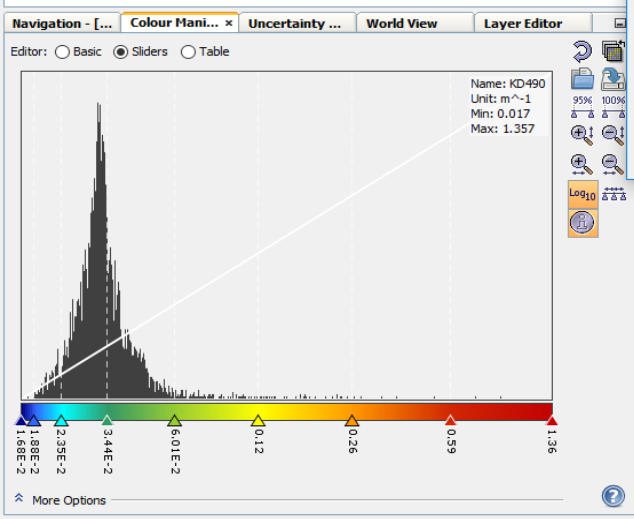 Navigation - [...
Colour Mani... ×
Uncertainty ...
World View
Layer Editor
Editor: Basic Sliders Table
Name: KD490
Unit: m^-1
Min: 0.017
Max: 1.357
95% 100%
Log10
1.68E-2
1.88E-2
2.35E-2
3.44E-2
6.01E-2
0.12
0.26
0.59
1.36
More Options